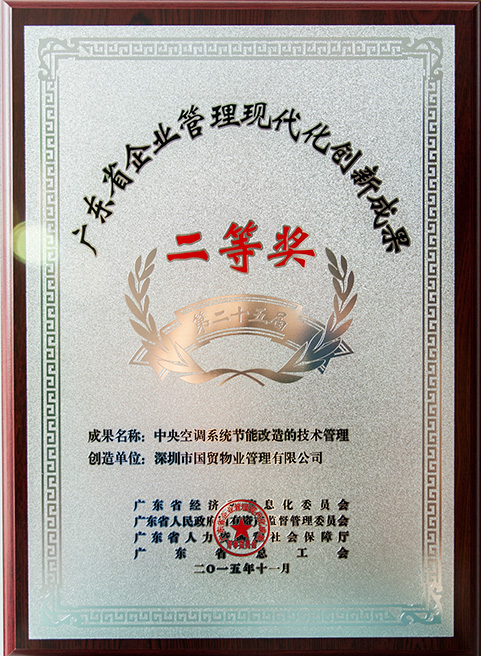 广东省企业管理现代化创新成果
二等奖
第二十五届
成果名称：中央空调系统节能改造的技术管理
创造单位：深圳市国贸物业管理有限公司
广东省经济 息化委员会
广东省人民政府 有资 监督管理委员会
广东省人力资 社会保障厅
广东省总工会
二〇一五年十一月